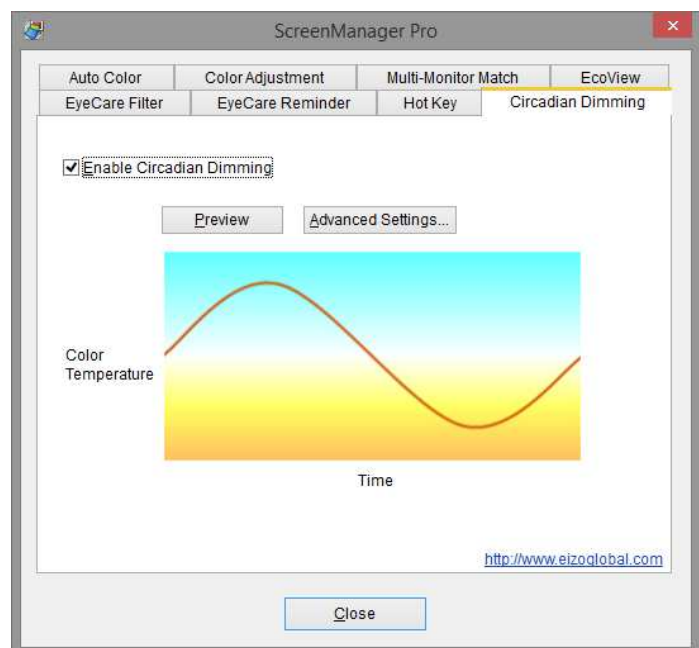 ScreenManager Pro
Auto Color Color Adjustment Multi-Monitor Match EcoView
EyeCare Filter EyeCare Reminder Hot Key Circadian Dimming
Enable Circadian Dimming
Preview Advanced Settings...
Color
Temperature
Time
http://www.eizoglobal.com
Close